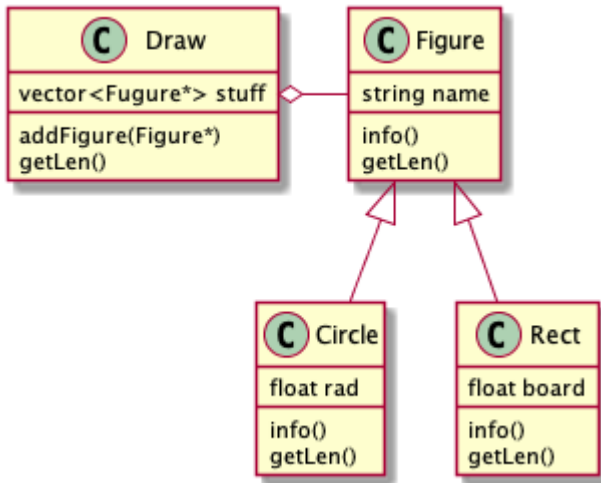 C Draw
vector<Fugure*> stuff
addFigure(Figure*)
getLen()
C Figure
string name
info()
getLen()
C Circle
float rad
info()
getLen()
C Rect
float board
info()
getLen()